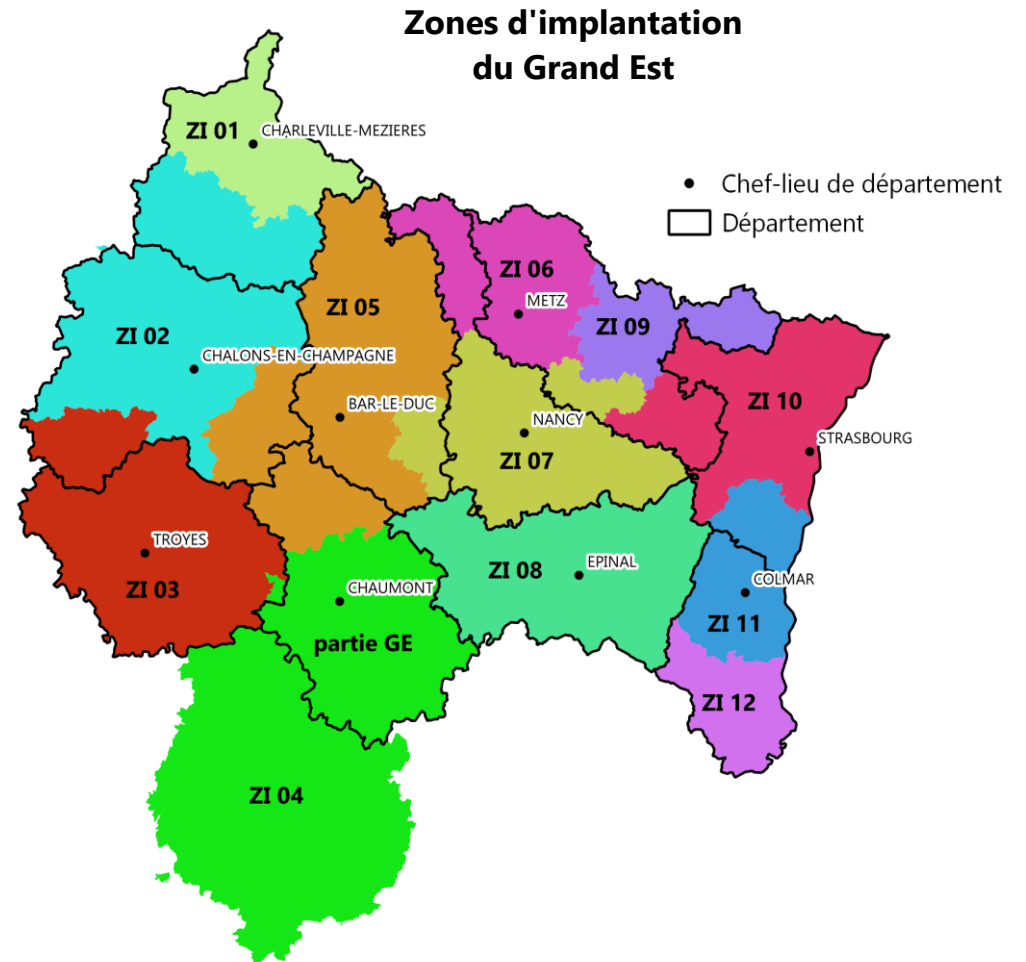 Zones d'implantation
du Grand Est
ZI 01
CHARLEVILLE-MEZIERES
Chef-lieu de département
Département
ZI 06
METZ
ZI 05
ZI 09
ZI 02
CHALONS-EN-CHAMPAGNE
BAR-LE-DUC
ZI 10
NANCY
STRASBOURG
ZI 07
TROYES
ZI 03
ZI 08
EPINAL
CHAUMONT
COLMAR
ZI 11
partie GE
ZI 12
ZI 04